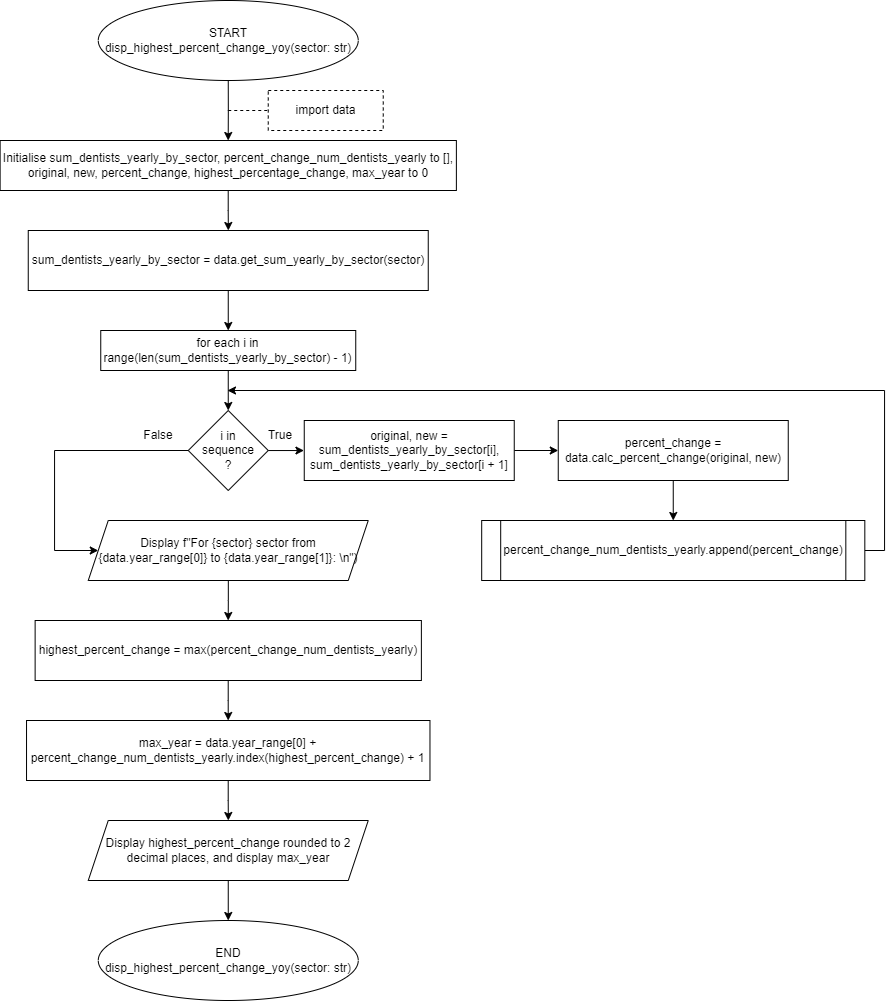 START
disp_highest_percent_change_yoy(sector: str)
import data
Initialise sum_dentists_yearly_by_sector, percent_change_num_dentists_yearly to [],
original, new, percent_change, highest_percentage_change, max_year to 0
sum_dentists_yearly_by_sector = data.get_sum_yearly_by_sector(sector)
for each i in
range(len(sum_dentists_yearly_by_sector) - 1)
False
i in
sequence
?
True
original, new =
sum_dentists_yearly_by_sector[i],
sum_dentists_yearly_by_sector[i + 1]
percent_change =
data.calc_percent_change(original, new)
percent_change_num_dentists_yearly.append(percent_change)
Display f"For {sector} sector from
{data.year_range[0]} to {data.year_range[1]}: \n")
highest_percent_change = max(percent_change_num_dentists_yearly)
max_year = data.year_range[0] +
percent_change_num_dentists_yearly.index(highest_percent_change) + 1
Display highest_percent_change rounded to 2
decimal places, and display max_year
END
disp_highest_percent_change_yoy(sector: str)